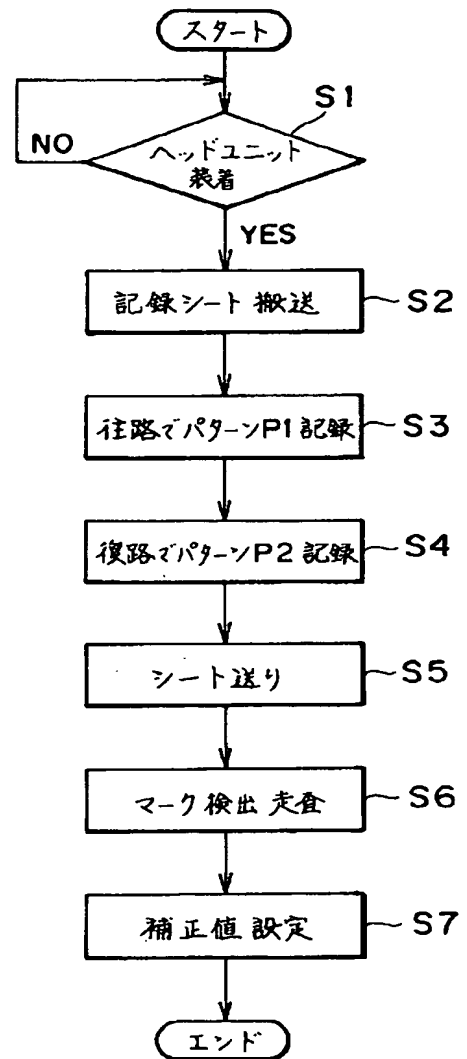 スタート
S1
NO
ヘッドユニット
装着
YES
記録シート搬送
S2
往路でパターンP1記録
S3
復路でパターンP2記録
S4
シート送り
S5
マーク検出走査
S6
補正値設定
S7
エンド